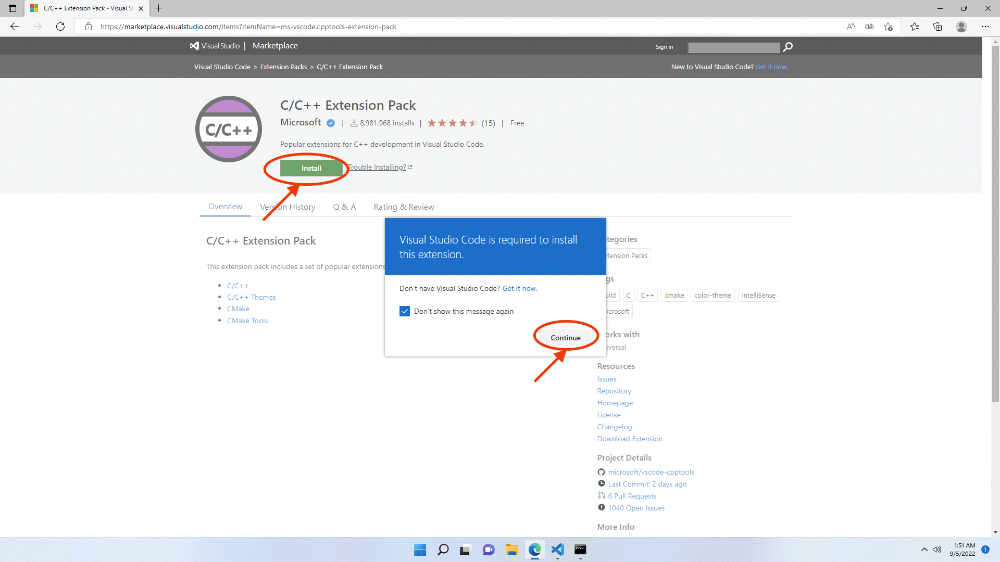 C/C++ Extension Pack - Visual St
https://marketplace.visualstudio.com/items?itemName=ms-vscode.cpptools-extension-pack
Visual Studio | Marketplace
Sign in
Visual Studio Code > Extension Packs > C/C++ Extension Pack
New to Visual Studio Code? Get it now.
C/C++
C/C++ Extension Pack
Microsoft | 8,981,968 installs | (15) | Free
Popular extensions for C++ development in Visual Studio Code.
Install Trouble Installing?
Overview Version History Q & A Rating & Review
C/C++ Extension Pack
This extension pack includes a set of popular extensions
C/C++
C/C++ Themes
CMake
CMake Tools
Visual Studio Code is required to install
this extension.
Don't have Visual Studio Code? Get it now.
Don't show this message again
Continue
tegories
tension Packs
gs
uild C C++ cmake color-theme IntelliSense
icrosoft
orks with
iversal
Resources
Issues
Repository
Homepage
License
Changelog
Download Extension
Project Details
microsoft/vscode-cpptools
Last Commit: 2 days ago
6 Pull Requests
1040 Open Issues
More Info
1:51 AM
9/5/2022
1